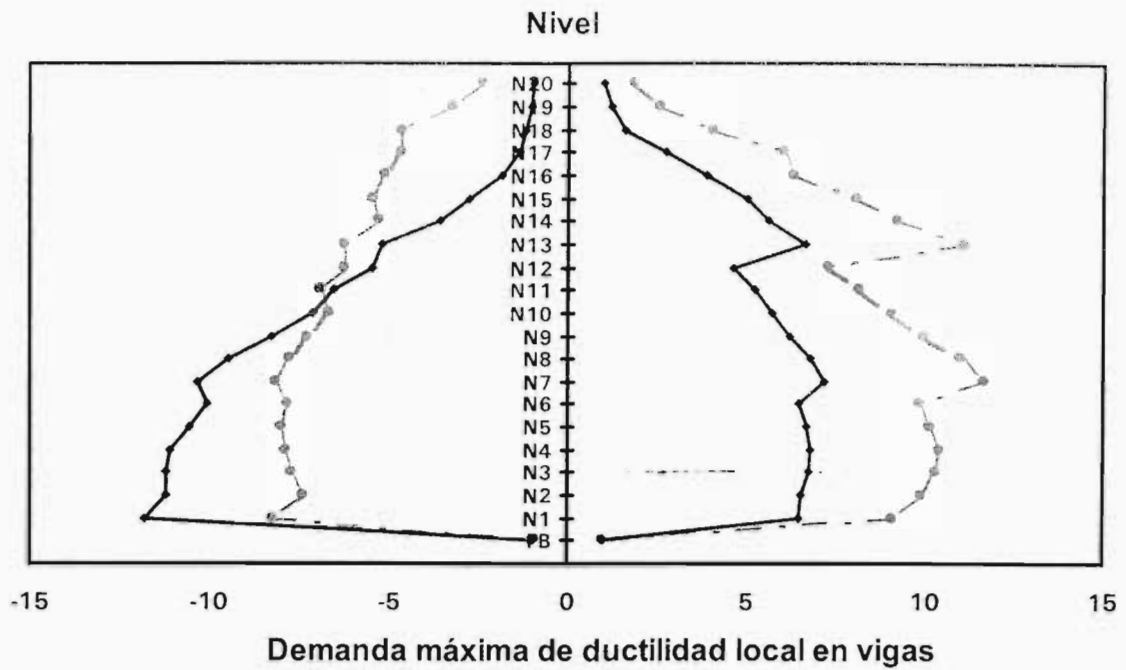 Nivel
N20
N19
N18
N17
N16
N15
N14
N13
N12
N11
N10
N9
N8
N7
N6
N5
N4
N3
N2
N1
PB
-15 -10 -5 0 5 10 15
Demanda máxima de ductilidad local en vigas